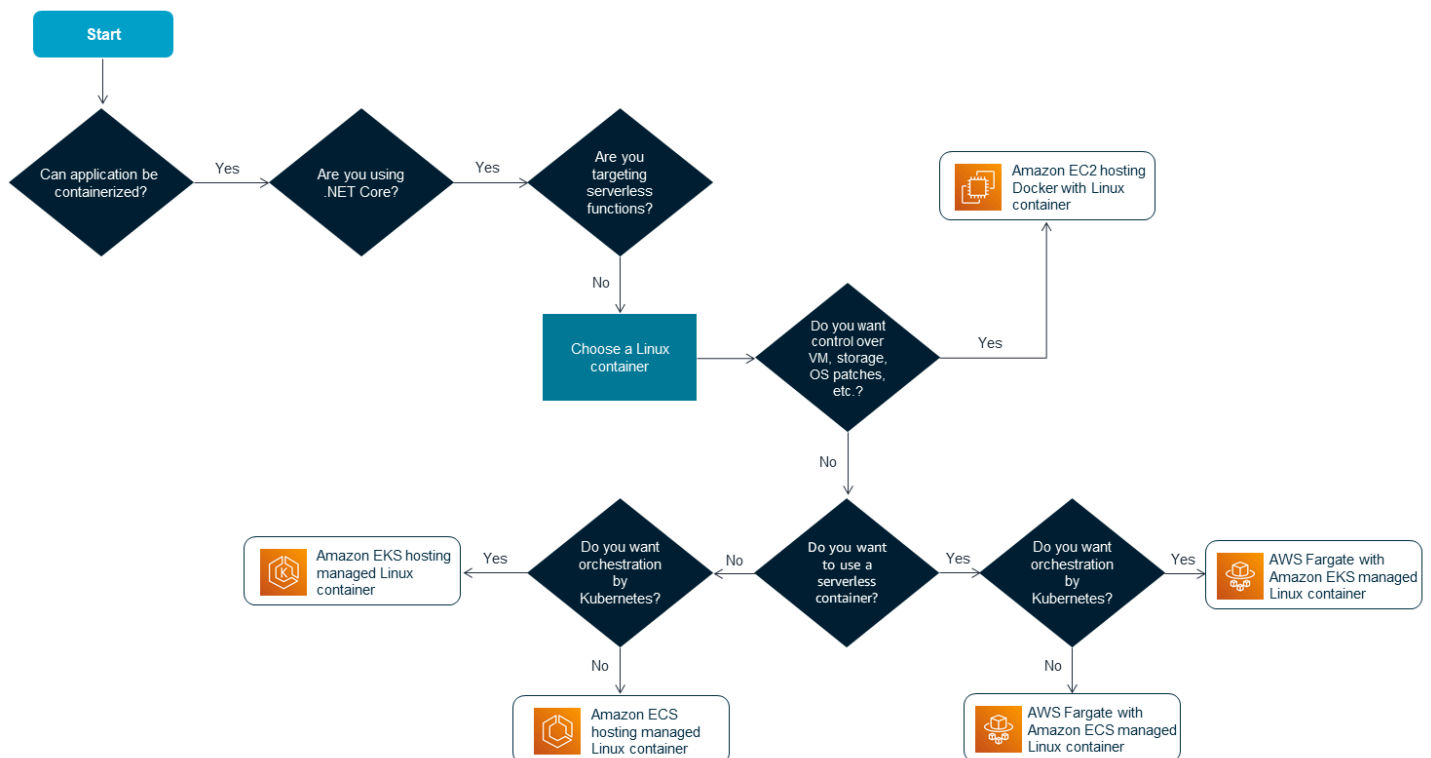 Start
Can application be
containerized?
Yes
Are you using
.NET Core?
Yes
Are you
targeting
serverless
functions?
No
Choose a Linux
container
Do you want
control over
VM, storage,
OS patches,
etc.?
Yes
Amazon EC2 hosting
Docker with Linux
container
No
Do you want
to use a
serverless
container?
No
Do you want
orchestration
by
Kubernetes?
Yes
Amazon EKS hosting
managed Linux
container
K
No
Amazon ECS
hosting managed
Linux container
Yes
Do you want
orchestration
by
Kubernetes?
Yes
AWS Fargate with
Amazon EKS managed
Linux container
No
AWS Fargate with
Amazon ECS managed
Linux container